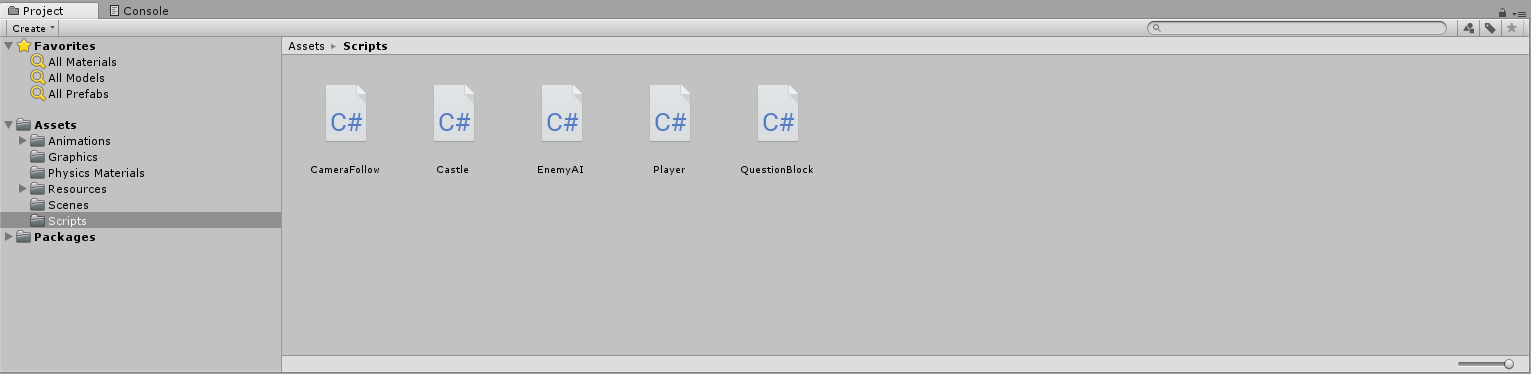 Project
Console
Create
Favorites
All Materials
All Models
All Prefabs
Assets
Animations
Graphics
Physics Materials
Resources
Scenes
Scripts
Packages
Assets ▸ Scripts
C# C# C# C# C#
CameraFollow Castle EnemyAI Player QuestionBlock